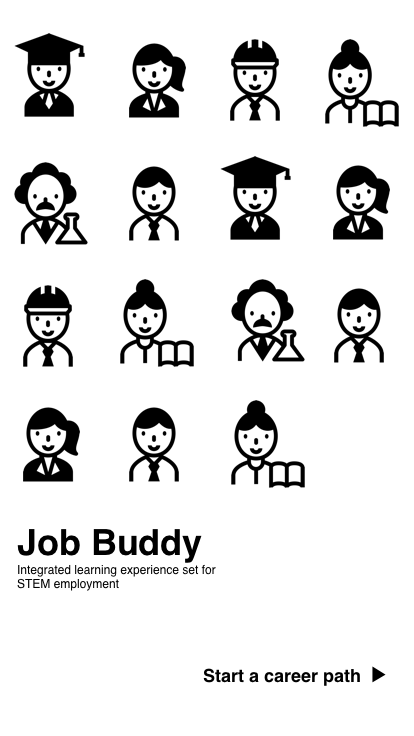 Job Buddy
Integrated learning experience set for
STEM employment
Start a career path